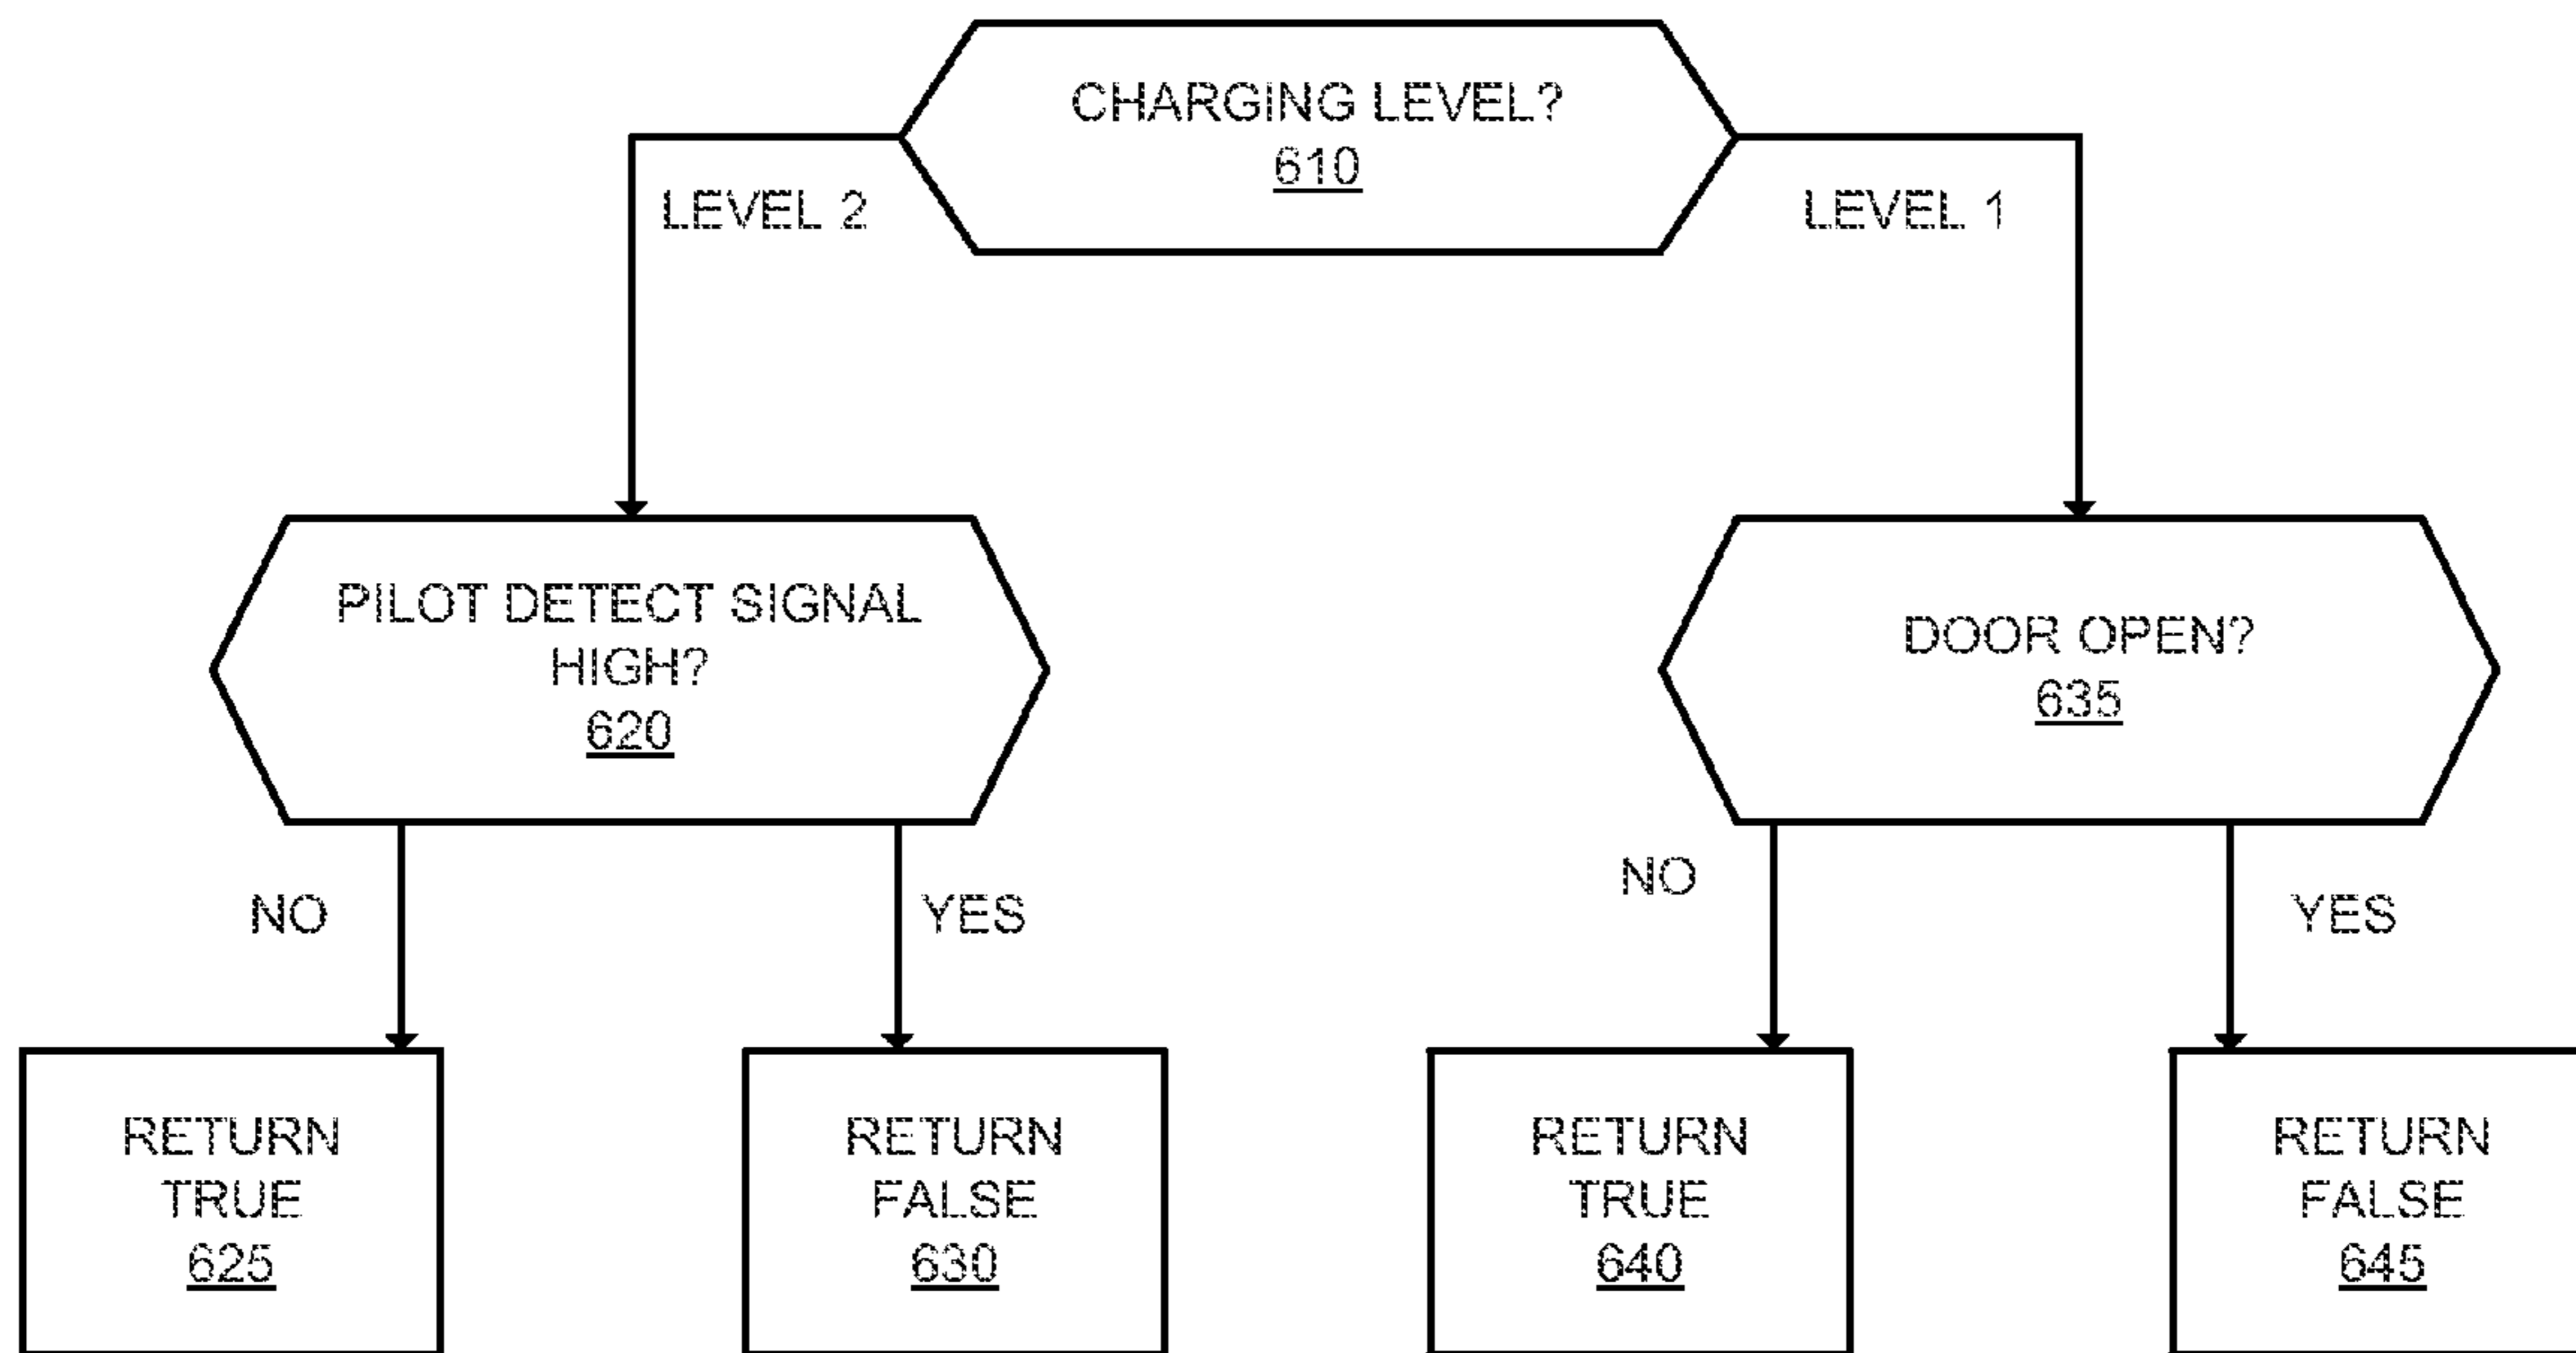 CHARGING LEVEL?
610
LEVEL 2
LEVEL 1
PILOT DETECT SIGNAL
HIGH?
620
DOOR OPEN?
635
NO
YES
NO
YES
RETURN
TRUE
625
RETURN
FALSE
630
RETURN
TRUE
640
RETURN
FALSE
645